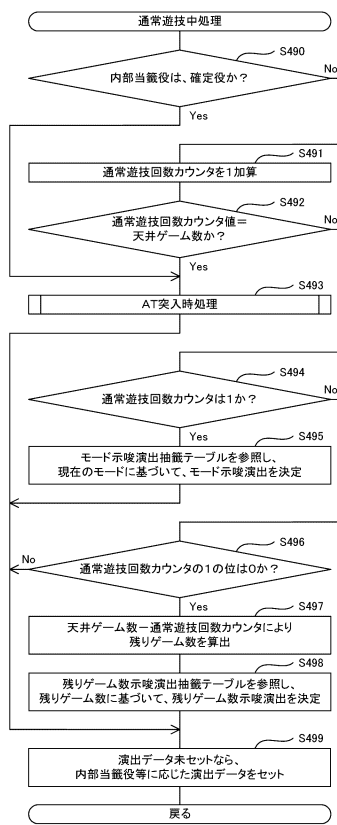 通常遊技中処理
S490
内部当籤役は、確定役か?
No
Yes
S491
通常遊技回数カウンタを1加算
S492
通常遊技回数カウンタ値=
天井ゲーム数か?
No
Yes
S493
AT突入時処理
S494
通常遊技回数カウンタは1か?
No
Yes
S495
モード示唆演出抽籤テーブルを参照し、
現在のモードに基づいて、モード示唆演出を決定
S496
No
通常遊技回数カウンタの1の位は0か?
Yes
S497
天井ゲーム数-通常遊技回数カウンタにより
残りゲーム数を算出
S498
残りゲーム数示唆演出抽籤テーブルを参照し、
残りゲーム数に基づいて、残りゲーム数示唆演出を決定
S499
演出データ未セットなら、
内部当籤役等に応じた演出データをセット
戻る